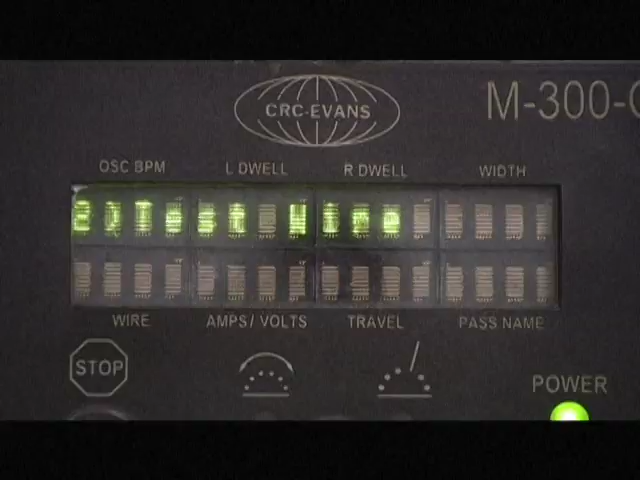 CRC-EVANS
M-300-C
OSC BPM L DWELL R DWELL WIDTH
WIRE AMPS/VOLTS TRAVEL PASS NAME
STOP
POWER